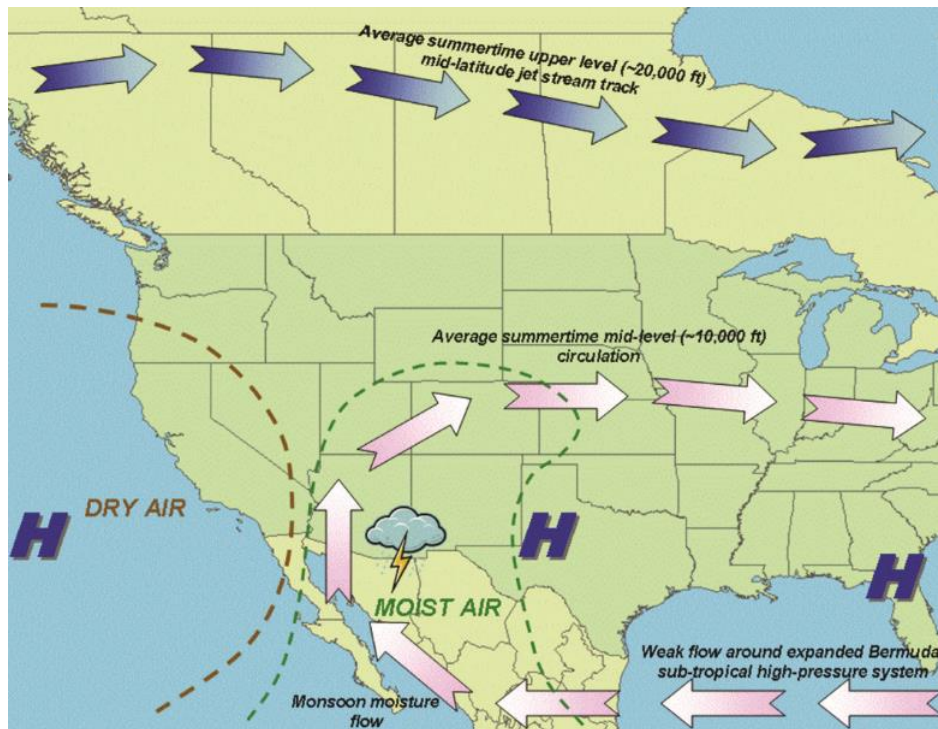 Average summertime upper level (~20,000 ft)
mid-latitude jet stream track
Average summertime mid-level (~10,000 ft)
circulation
DRY AIR
H
H
H
MOIST AIR
Weak flow around expanded Bermuda
sub-tropical high-pressure system
Monsoon moisture
flow